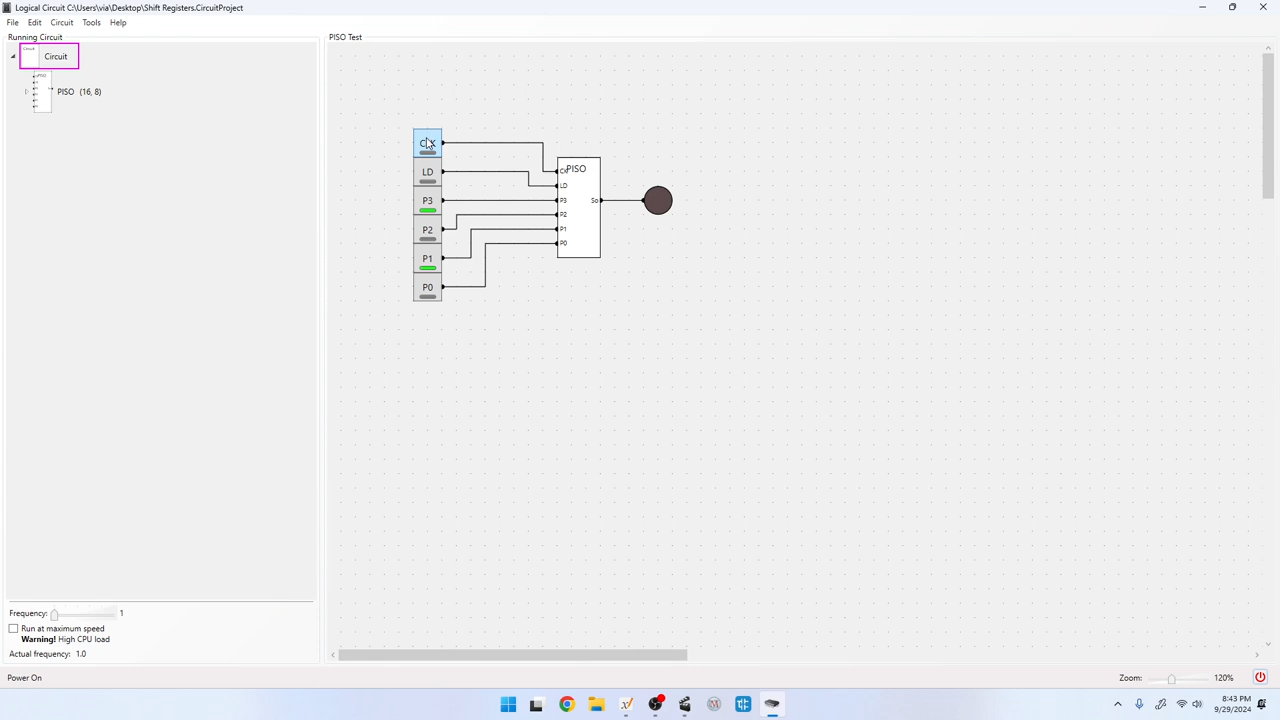 Logical Circuit C:\Users\via\Desktop\Shift Registers.CircuitProject
File Edit Circuit Tools Help
Running Circuit
PISO Test
Circuit
Circuit
PISO (16, 8)
LD
P3
P2
P1
P0
PISO
CK
LD
P3
P2
P1
P0
So
Frequency: 1
Run at maximum speed
Warning! High CPU load
Actual frequency: 1.0
Power On
Zoom: 120%
8:43 PM
9/29/2024